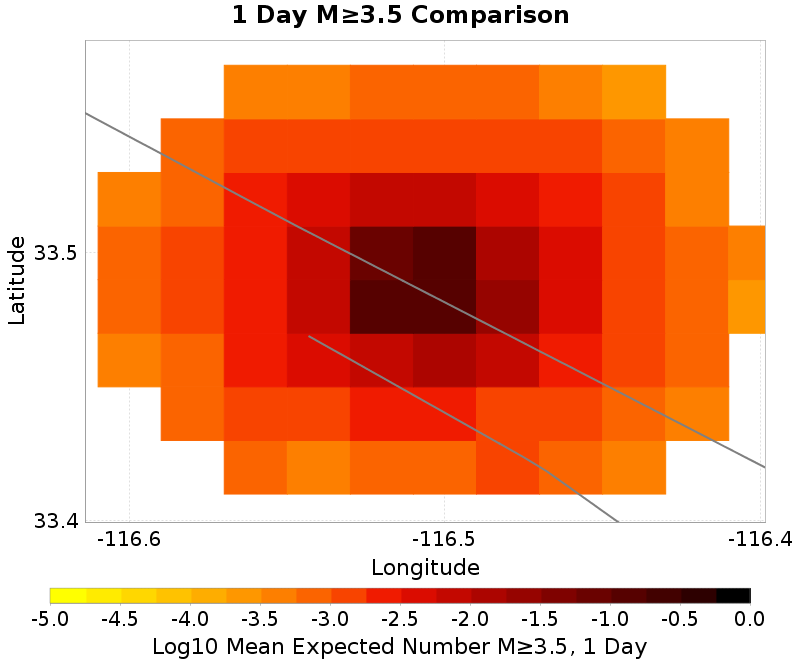 1 Day M≥3.5 Comparison
Latitude
33.5
33.4
-116.6 -116.5 -116.4
Longitude
-5.0 -4.5 -4.0 -3.5 -3.0 -2.5 -2.0 -1.5 -1.0 -0.5 0.0
Log10 Mean Expected Number M≥3.5, 1 Day